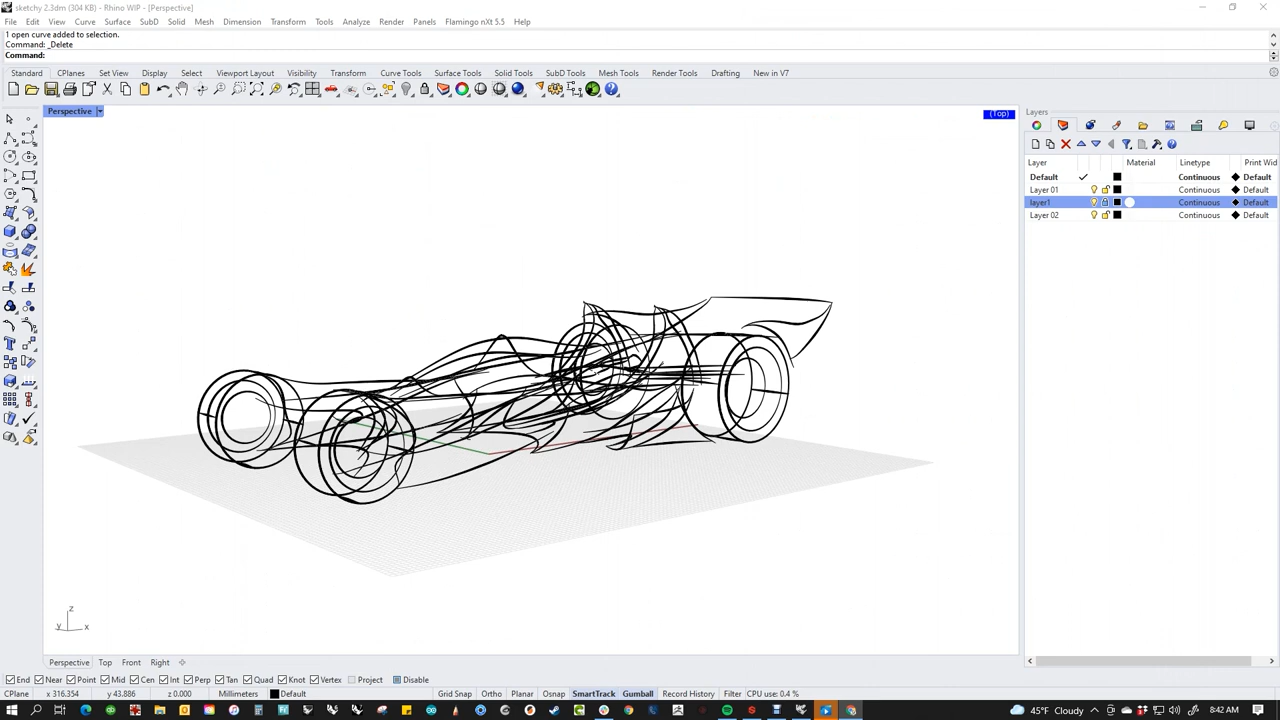 sketchy 2.3dm (304 KB) - Rhino WIP - [Perspective]
File Edit View Curve Surface SubD Solid Mesh Dimension Transform Tools Analyze Render Panels Flamingo nXt 5.5 Help
1 open curve added to selection.
Command: _Delete
Command:
Standard CPlanes Set View Display Select Viewport Layout Visibility Transform Curve Tools Surface Tools Solid Tools SubD Tools Mesh Tools Render Tools Drafting New in V7
Perspective
(Top)
Layers
Layer Material Linetype Print Wid
Default Continuous Default
Layer 01 Continuous Default
layer1 Continuous Default
Layer 02 Continuous Default
z
y x
Perspective Top Front Right
End Near Point Mid Cen Int Perp Tan Quad Knot Vertex Project Disable
CPlane x 316.354 y 43.886 z 0.000 Millimeters Default Grid Snap Ortho Planar Osnap SmartTrack Gumball Record History Filter CPU use: 0.4 %
45°F Cloudy 8:42 AM